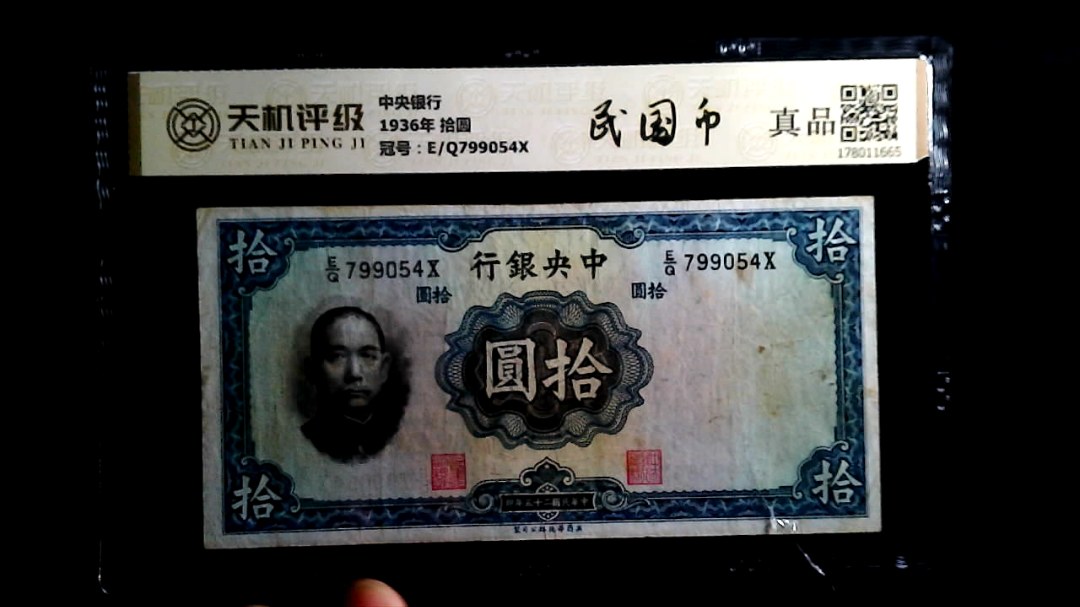 天机评级
TIAN JI PING JI
中央银行
1936年 拾圆
冠号：E/Q799054X
民国币
真品
178011665
拾
拾
E/Q 799054X
行銀央中
E/Q 799054X
圓拾
圓拾
圓拾
拾
拾